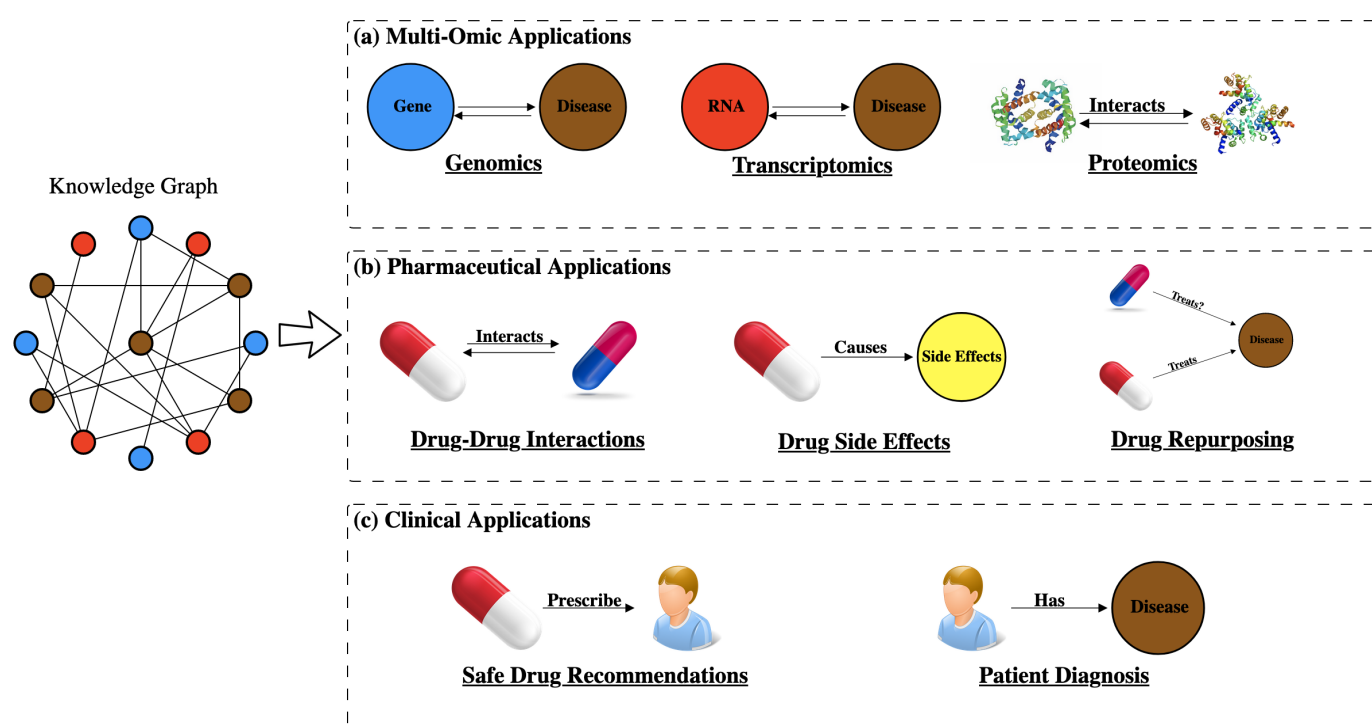 Knowledge Graph
(a) Multi-Omic Applications
Gene
Disease
Genomics
RNA
Disease
Transcriptomics
Interacts
Proteomics
(b) Pharmaceutical Applications
Interacts
Drug-Drug Interactions
Causes
Side Effects
Drug Side Effects
Treats?
Treats
Disease
Drug Repurposing
(c) Clinical Applications
Prescribe
Safe Drug Recommendations
Has
Disease
Patient Diagnosis